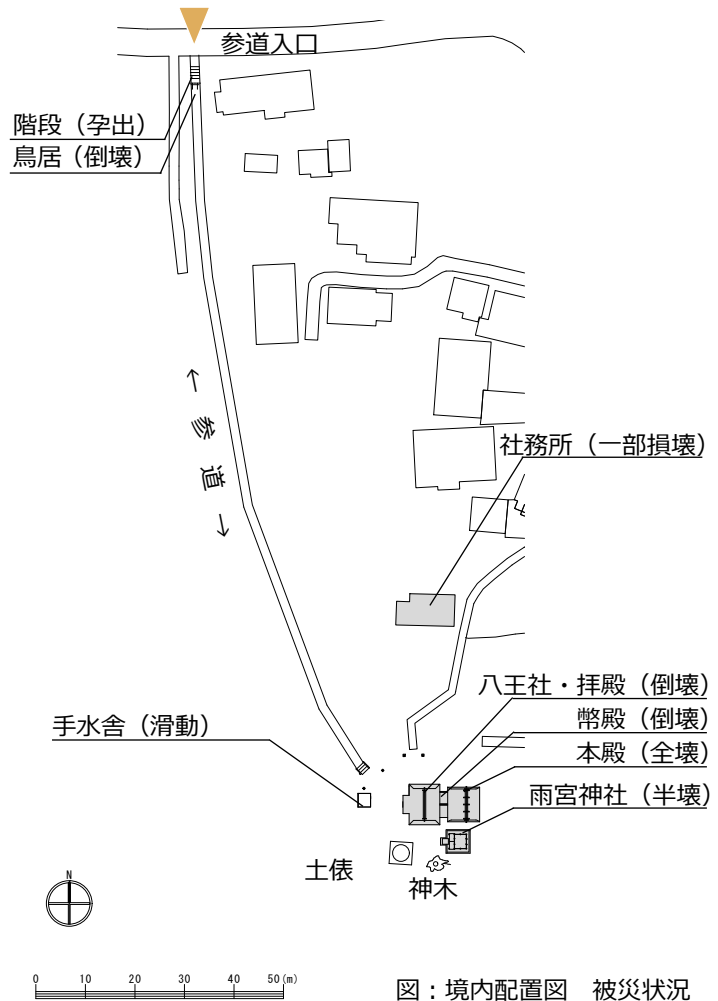 参道入口
階段（孕出）
鳥居（倒壊）
← 参道 →
社務所（一部損壊）
八王社・拝殿（倒壊）
幣殿（倒壊）
手水舎（滑動）
本殿（全壊）
雨宮神社（半壊）
土俵
神木
N
0 10 20 30 40 50(m)
図：境内配置図　被災状況